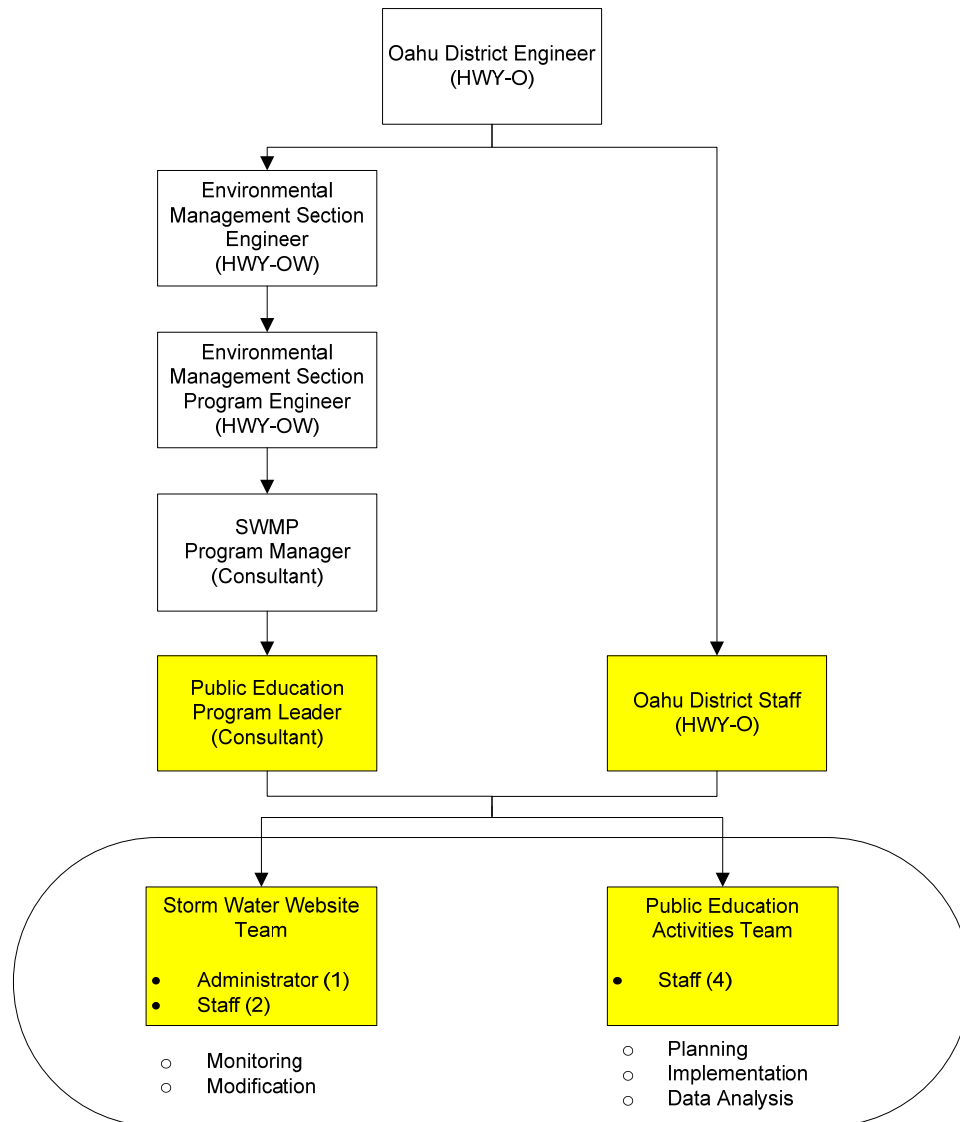 Oahu District Engineer
(HWY-O)
Environmental
Management Section
Engineer
(HWY-OW)
Environmental
Management Section
Program Engineer
(HWY-OW)
SWMP
Program Manager
(Consultant)
Public Education
Program Leader
(Consultant)
Oahu District Staff
(HWY-O)
Storm Water Website
Team
• Administrator (1)
• Staff (2)
○ Monitoring
○ Modification
Public Education
Activities Team
• Staff (4)
○ Planning
○ Implementation
○ Data Analysis